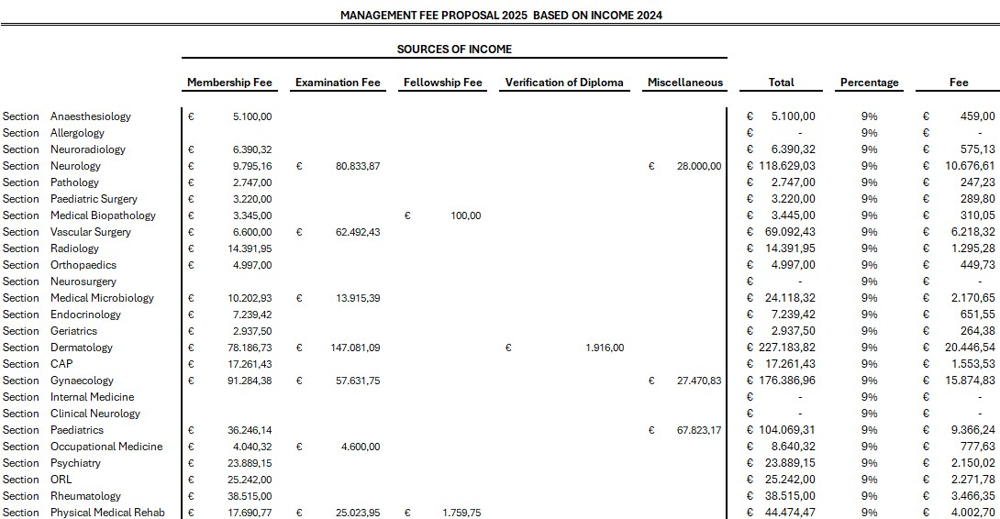 MANAGEMENT FEE PROPOSAL 2025 BASED ON INCOME 2024
SOURCES OF INCOME
Membership Fee Examination Fee Fellowship Fee Verification of Diploma Miscellaneous Total Percentage Fee
Section Anaesthesiology € 5.100,00 € 5.100,00 9% € 459,00
Section Allergology € - 9% € -
Section Neuroradiology € 6.390,32 € 6.390,32 9% € 575,13
Section Neurology € 9.795,16 € 80.833,87 € 28.000,00 € 118.629,03 9% € 10.676,61
Section Pathology € 2.747,00 € 2.747,00 9% € 247,23
Section Paediatric Surgery € 3.220,00 € 3.220,00 9% € 289,80
Section Medical Biopathology € 3.345,00 € 100,00 € 3.445,00 9% € 310,05
Section Vascular Surgery € 6.600,00 € 62.492,43 € 69.092,43 9% € 6.218,32
Section Radiology € 14.391,95 € 14.391,95 9% € 1.295,28
Section Orthopaedics € 4.997,00 € 4.997,00 9% € 449,73
Section Neurosurgery € - 9% € -
Section Medical Microbiology € 10.202,93 € 13.915,39 € 24.118,32 9% € 2.170,65
Section Endocrinology € 7.239,42 € 7.239,42 9% € 651,55
Section Geriatrics € 2.937,50 € 2.937,50 9% € 264,38
Section Dermatology € 78.186,73 € 147.081,09 € 1.916,00 € 227.183,82 9% € 20.446,54
Section CAP € 17.261,43 € 17.261,43 9% € 1.553,53
Section Gynaecology € 91.284,38 € 57.631,75 € 27.470,83 € 176.386,96 9% € 15.874,83
Section Internal Medicine € - 9% € -
Section Clinical Neurology € - 9% € -
Section Paediatrics € 36.246,14 € 67.823,17 € 104.069,31 9% € 9.366,24
Section Occupational Medicine € 4.040,32 € 4.600,00 € 8.640,32 9% € 777,63
Section Psychiatry € 23.889,15 € 23.889,15 9% € 2.150,02
Section ORL € 25.242,00 € 25.242,00 9% € 2.271,78
Section Rheumatology € 38.515,00 € 38.515,00 9% € 3.466,35
Section Physical Medical Rehab € 17.690,77 € 25.023,95 € 1.759,75 € 44.474,47 9% € 4.002,70